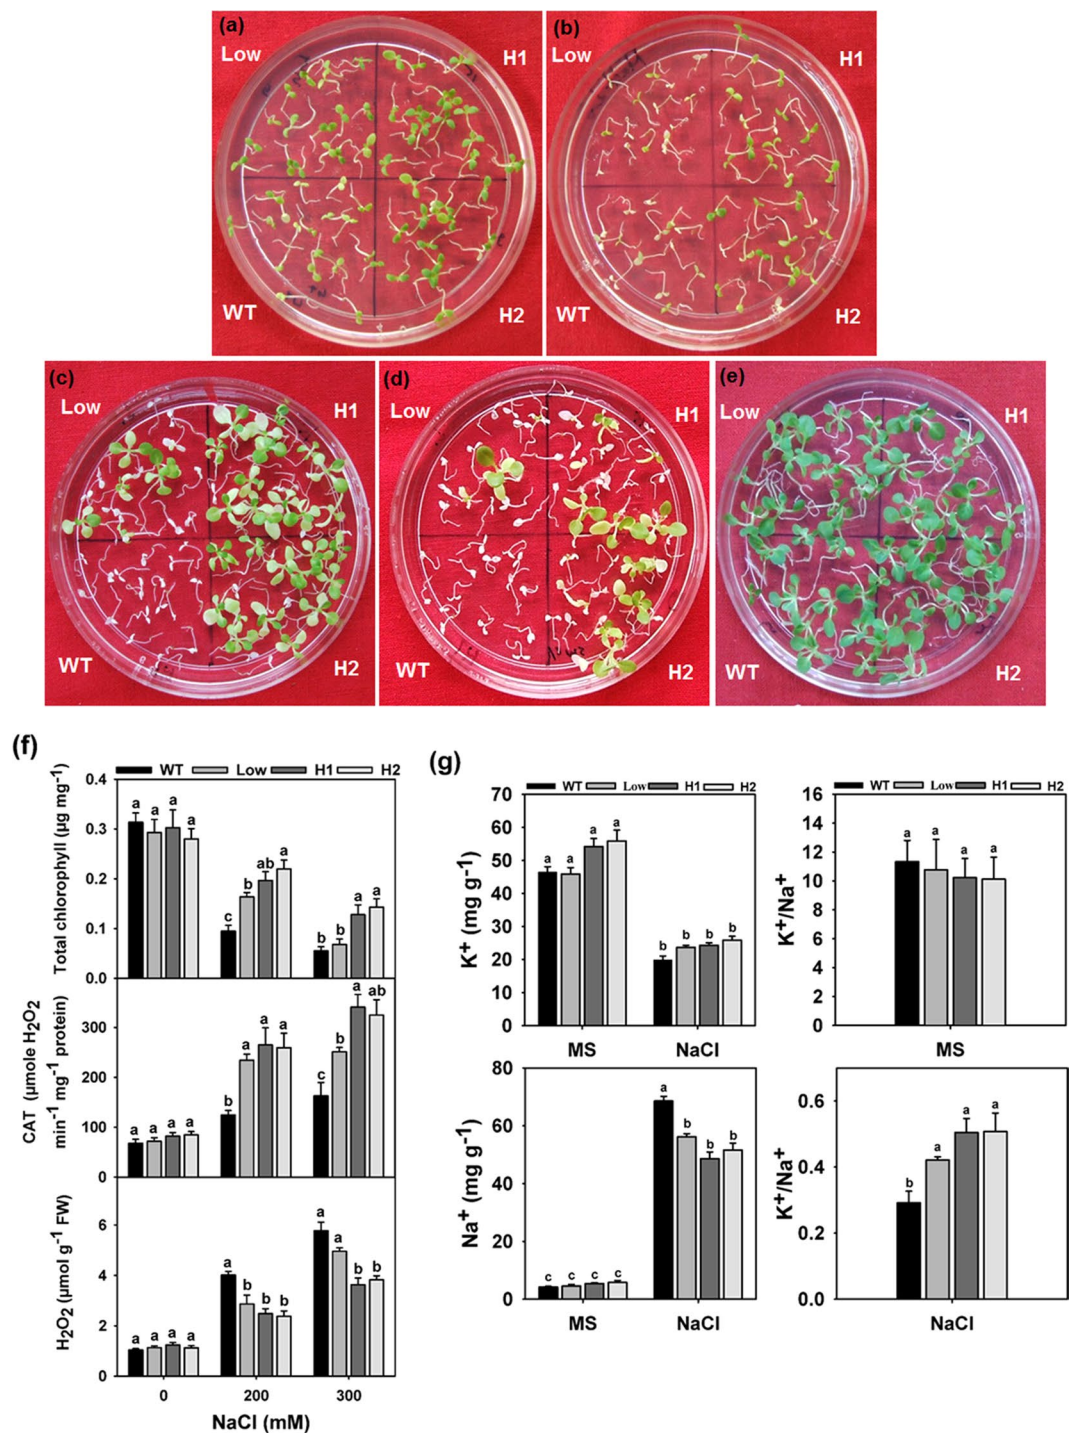 (a)
Low
H1
WT
H2
(b)
Low
H1
WT
H2
(c)
Low
H1
WT
H2
(d)
Low
H1
WT
H2
(e)
Low
H1
WT
H2
(f)
WT Low H1 H2
Total chlorophyll (µg mg⁻¹)
0.4
0.3
0.2
0.1
0.0
a a a a
c b ab a
b b a a
CAT (µmole H₂O₂
min⁻¹ mg⁻¹ protein)
300
200
100
0
a a a a
b a a a
c b a ab
H₂O₂ (µmol g⁻¹ FW)
6
4
2
0
a a a a
a b b b
a a b b
0 200 300
NaCl (mM)
(g)
WT Low H1 H2
K⁺ (mg g⁻¹)
70
60
50
40
30
20
10
0
a a a a
b b b b
MS NaCl
WT Low H1 H2
K⁺/Na⁺
16
14
12
10
8
6
4
2
0
a a a a
MS
Na⁺ (mg g⁻¹)
80
60
40
20
0
c c c c
a b b b
MS NaCl
K⁺/Na⁺
0.6
0.4
0.2
0.0
b a a a
NaCl